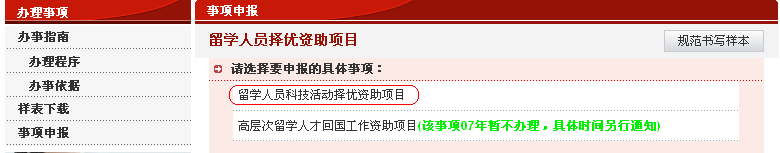 办理事项
办事指南
办理程序
办事依据
样表下载
事项申报
事项申报
留学人员择优资助项目
规范书写样本
请选择要申报的具体事项：
留学人员科技活动择优资助项目
高层次留学人才回国工作资助项目(该事项07年暂不办理，具体时间另行通知)